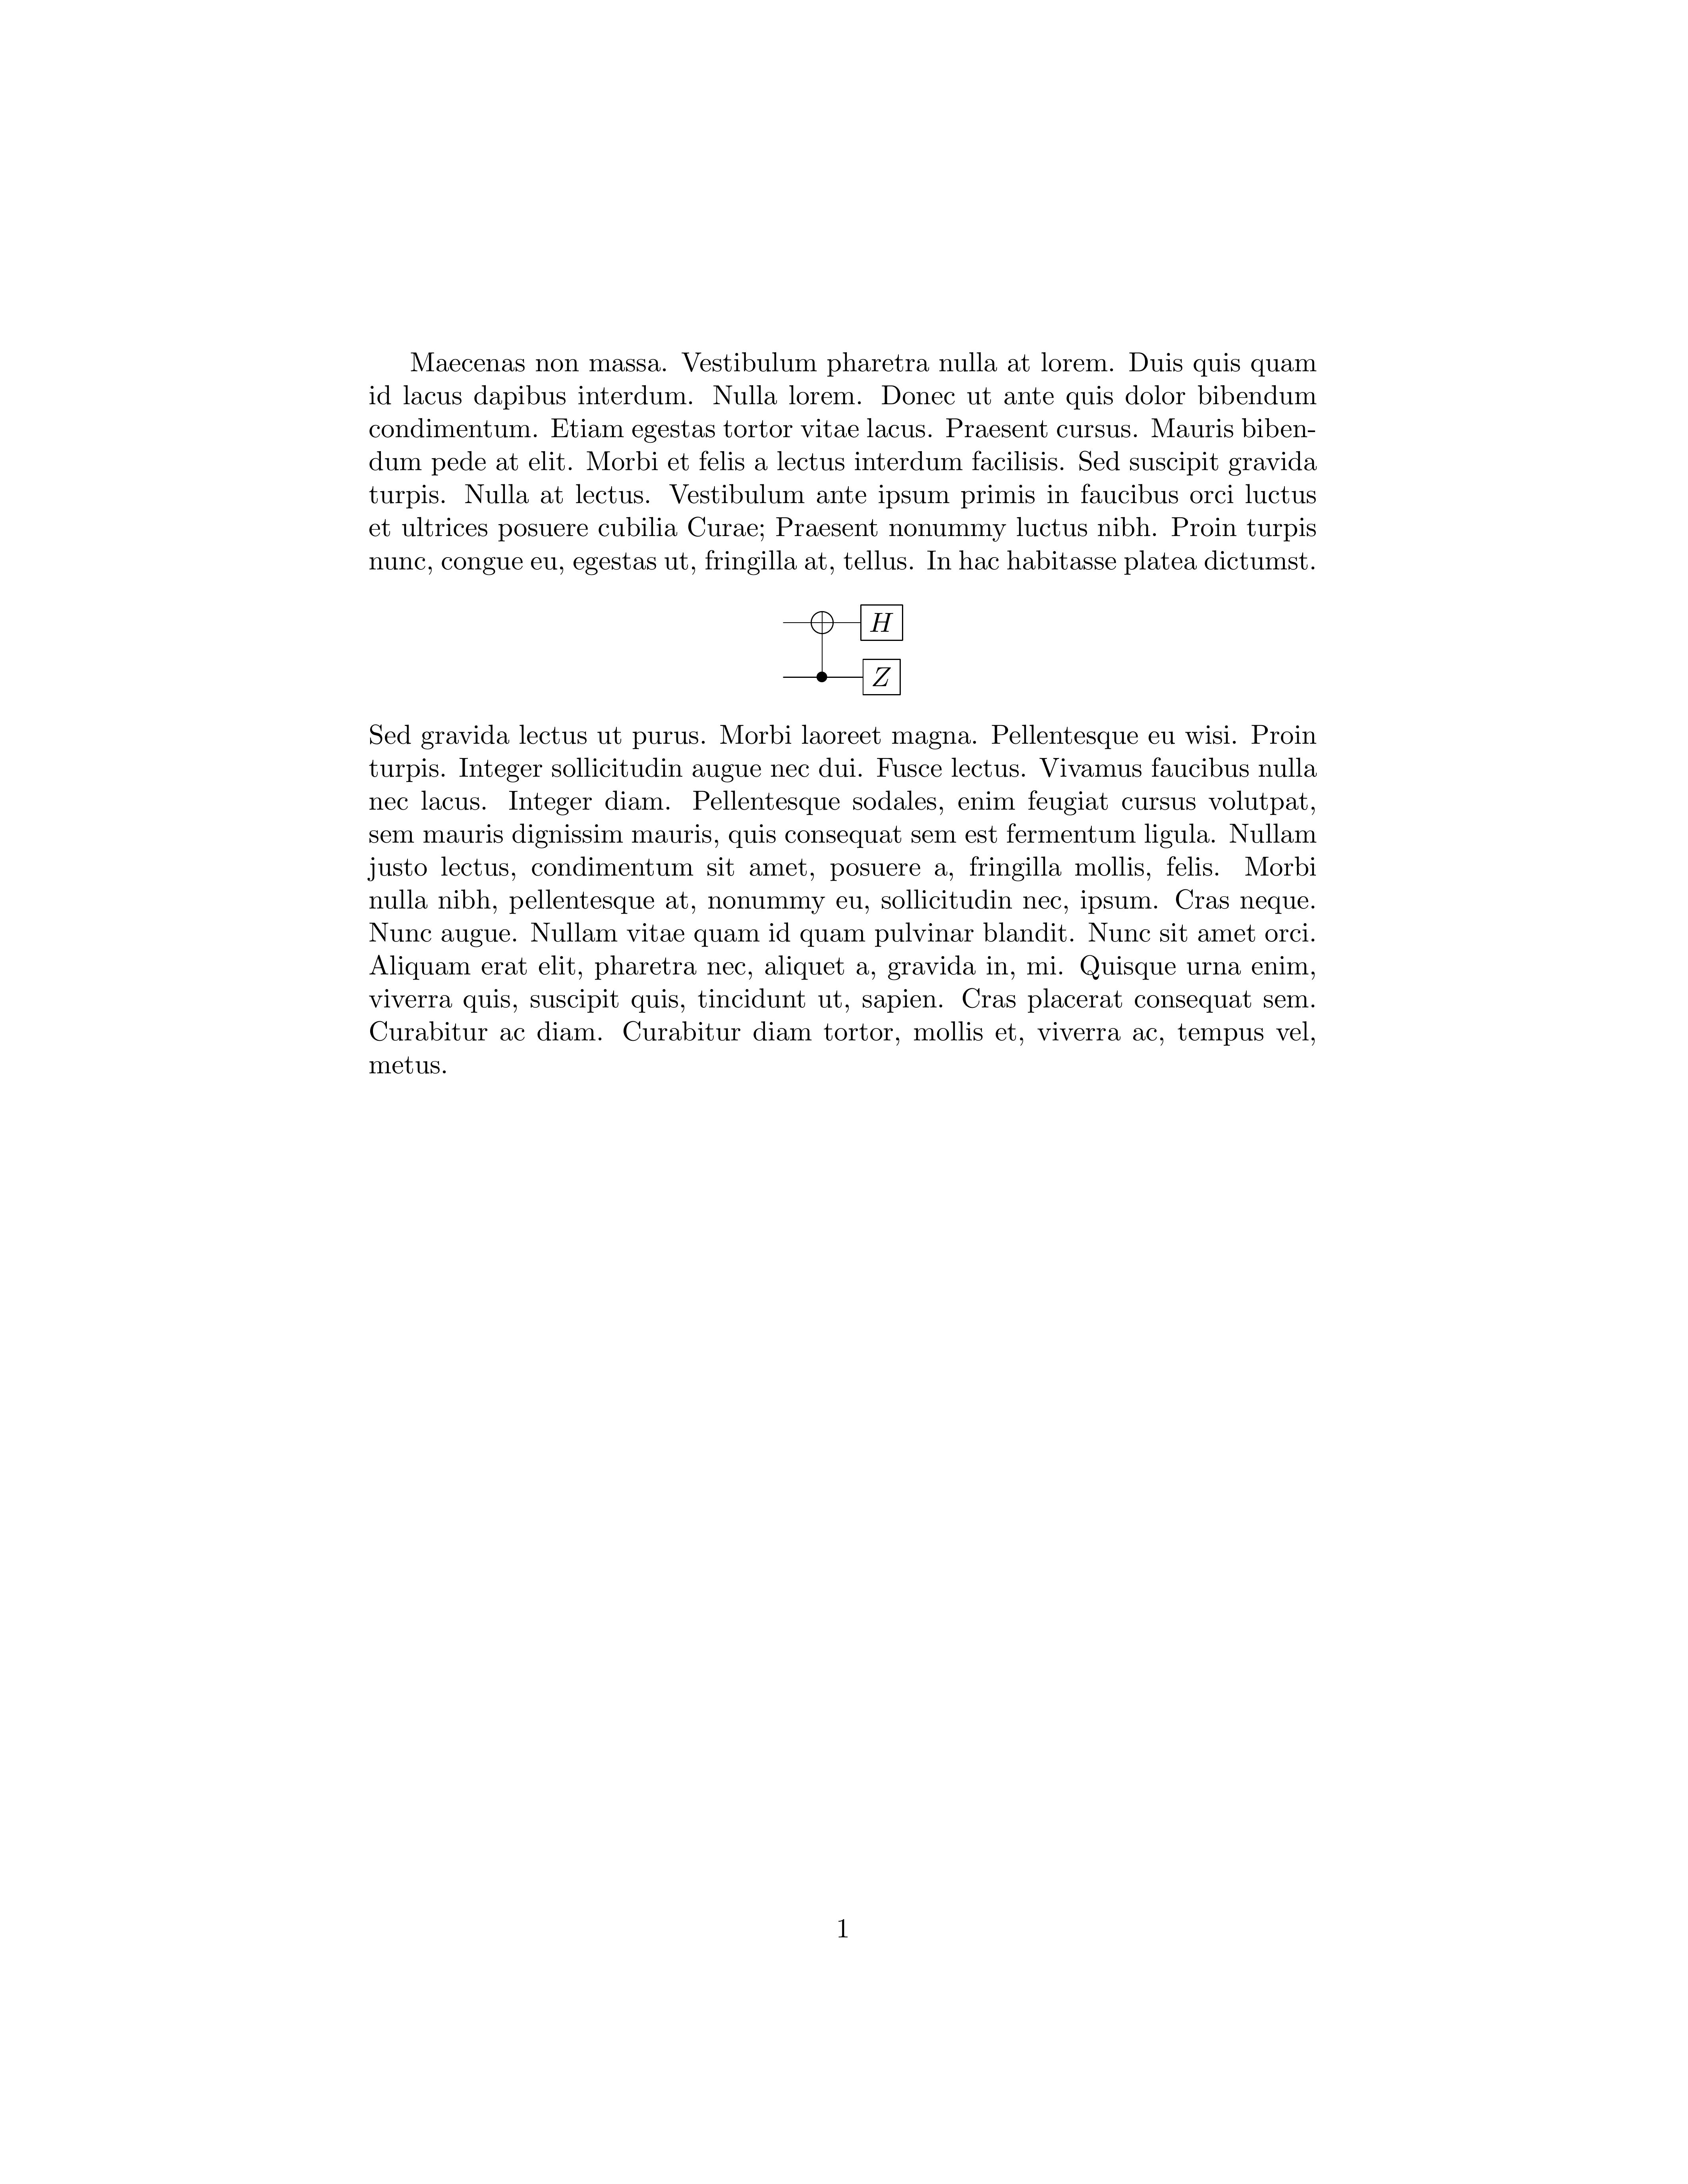 Maecenas non massa. Vestibulum pharetra nulla at lorem. Duis quis quam
id lacus dapibus interdum. Nulla lorem. Donec ut ante quis dolor bibendum
condimentum. Etiam egestas tortor vitae lacus. Praesent cursus. Mauris biben-
dum pede at elit. Morbi et felis a lectus interdum facilisis. Sed suscipit gravida
turpis. Nulla at lectus. Vestibulum ante ipsum primis in faucibus orci luctus
et ultrices posuere cubilia Curae; Praesent nonummy luctus nibh. Proin turpis
nunc, congue eu, egestas ut, fringilla at, tellus. In hac habitasse platea dictumst.
H
Z
Sed gravida lectus ut purus. Morbi laoreet magna. Pellentesque eu wisi. Proin
turpis. Integer sollicitudin augue nec dui. Fusce lectus. Vivamus faucibus nulla
nec lacus. Integer diam. Pellentesque sodales, enim feugiat cursus volutpat,
sem mauris dignissim mauris, quis consequat sem est fermentum ligula. Nullam
justo lectus, condimentum sit amet, posuere a, fringilla mollis, felis. Morbi
nulla nibh, pellentesque at, nonummy eu, sollicitudin nec, ipsum. Cras neque.
Nunc augue. Nullam vitae quam id quam pulvinar blandit. Nunc sit amet orci.
Aliquam erat elit, pharetra nec, aliquet a, gravida in, mi. Quisque urna enim,
viverra quis, suscipit quis, tincidunt ut, sapien. Cras placerat consequat sem.
Curabitur ac diam. Curabitur diam tortor, mollis et, viverra ac, tempus vel,
metus.
1